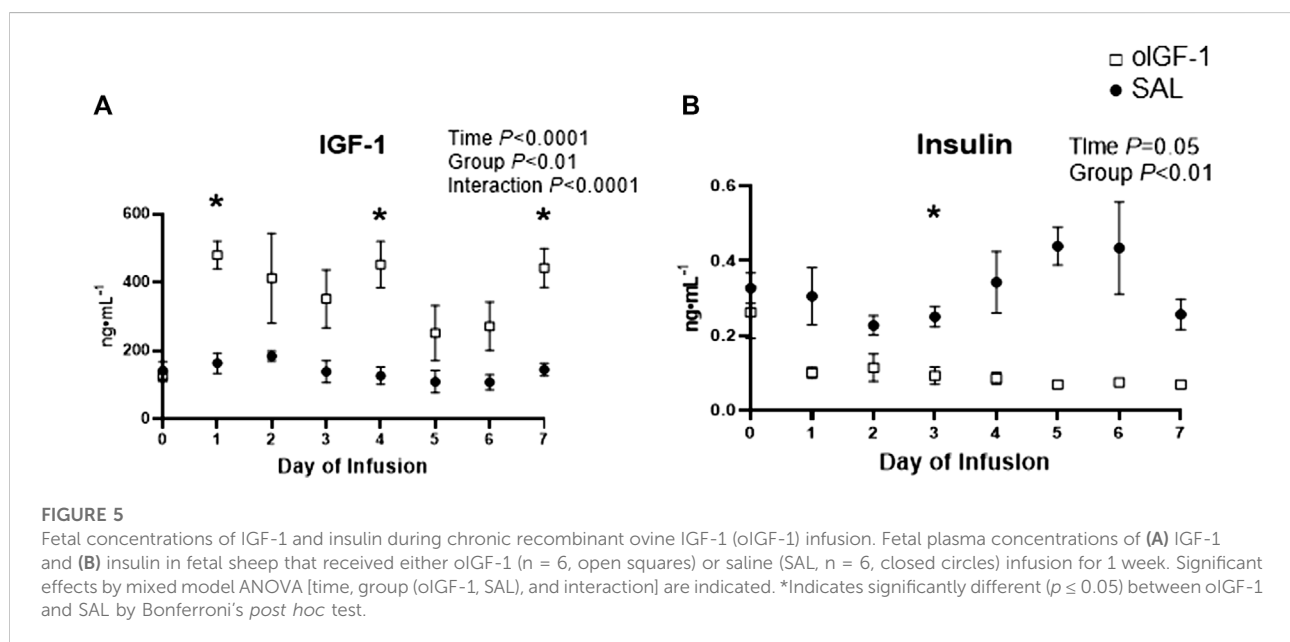 oIGF-1
SAL
A
IGF-1
Time P<0.0001
Group P<0.01
Interaction P<0.0001
*
*
*
600
400
200
0
ng•mL⁻¹
0 1 2 3 4 5 6 7
Day of Infusion
B
Insulin
Time P=0.05
Group P<0.01
*
0.6
0.4
0.2
0.0
ng•mL⁻¹
0 1 2 3 4 5 6 7
Day of Infusion
FIGURE 5
Fetal concentrations of IGF-1 and insulin during chronic recombinant ovine IGF-1 (oIGF-1) infusion. Fetal plasma concentrations of (A) IGF-1
and (B) insulin in fetal sheep that received either oIGF-1 (n = 6, open squares) or saline (SAL, n = 6, closed circles) infusion for 1 week. Significant
effects by mixed model ANOVA [time, group (oIGF-1, SAL), and interaction] are indicated. *Indicates significantly different (p ≤ 0.05) between oIGF-1
and SAL by Bonferroni's post hoc test.